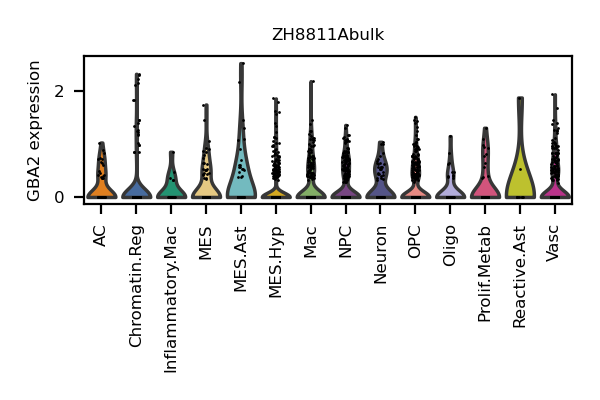 ZH8811Abulk
GBA2 expression
2
0
AC
Chromatin.Reg
Inflammatory.Mac
MES
MES.Ast
MES.Hyp
Mac
NPC
Neuron
OPC
Oligo
Prolif.Metab
Reactive.Ast
Vasc